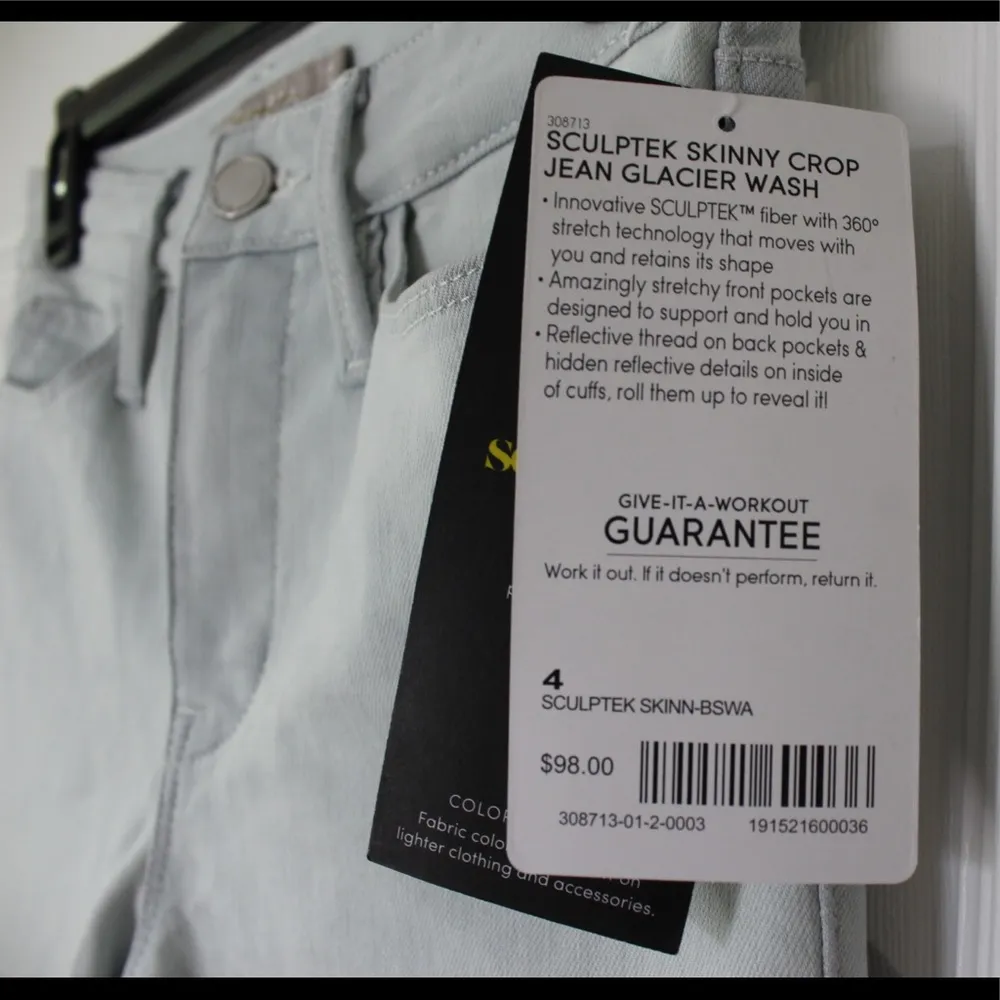 308713
SCULPTEK SKINNY CROP
JEAN GLACIER WASH
• Innovative SCULPTEK™ fiber with 360°
stretch technology that moves with
you and retains its shape
• Amazingly stretchy front pockets are
designed to support and hold you in
• Reflective thread on back pockets &
hidden reflective details on inside
of cuffs, roll them up to reveal it!
GIVE-IT-A-WORKOUT
GUARANTEE
Work it out. If it doesn't perform, return it.
4
SCULPTEK SKINN-BSWA
$98.00
308713-01-2-0003 191521600036
COLOR
Fabric colo on
lighter clothing and accessories.